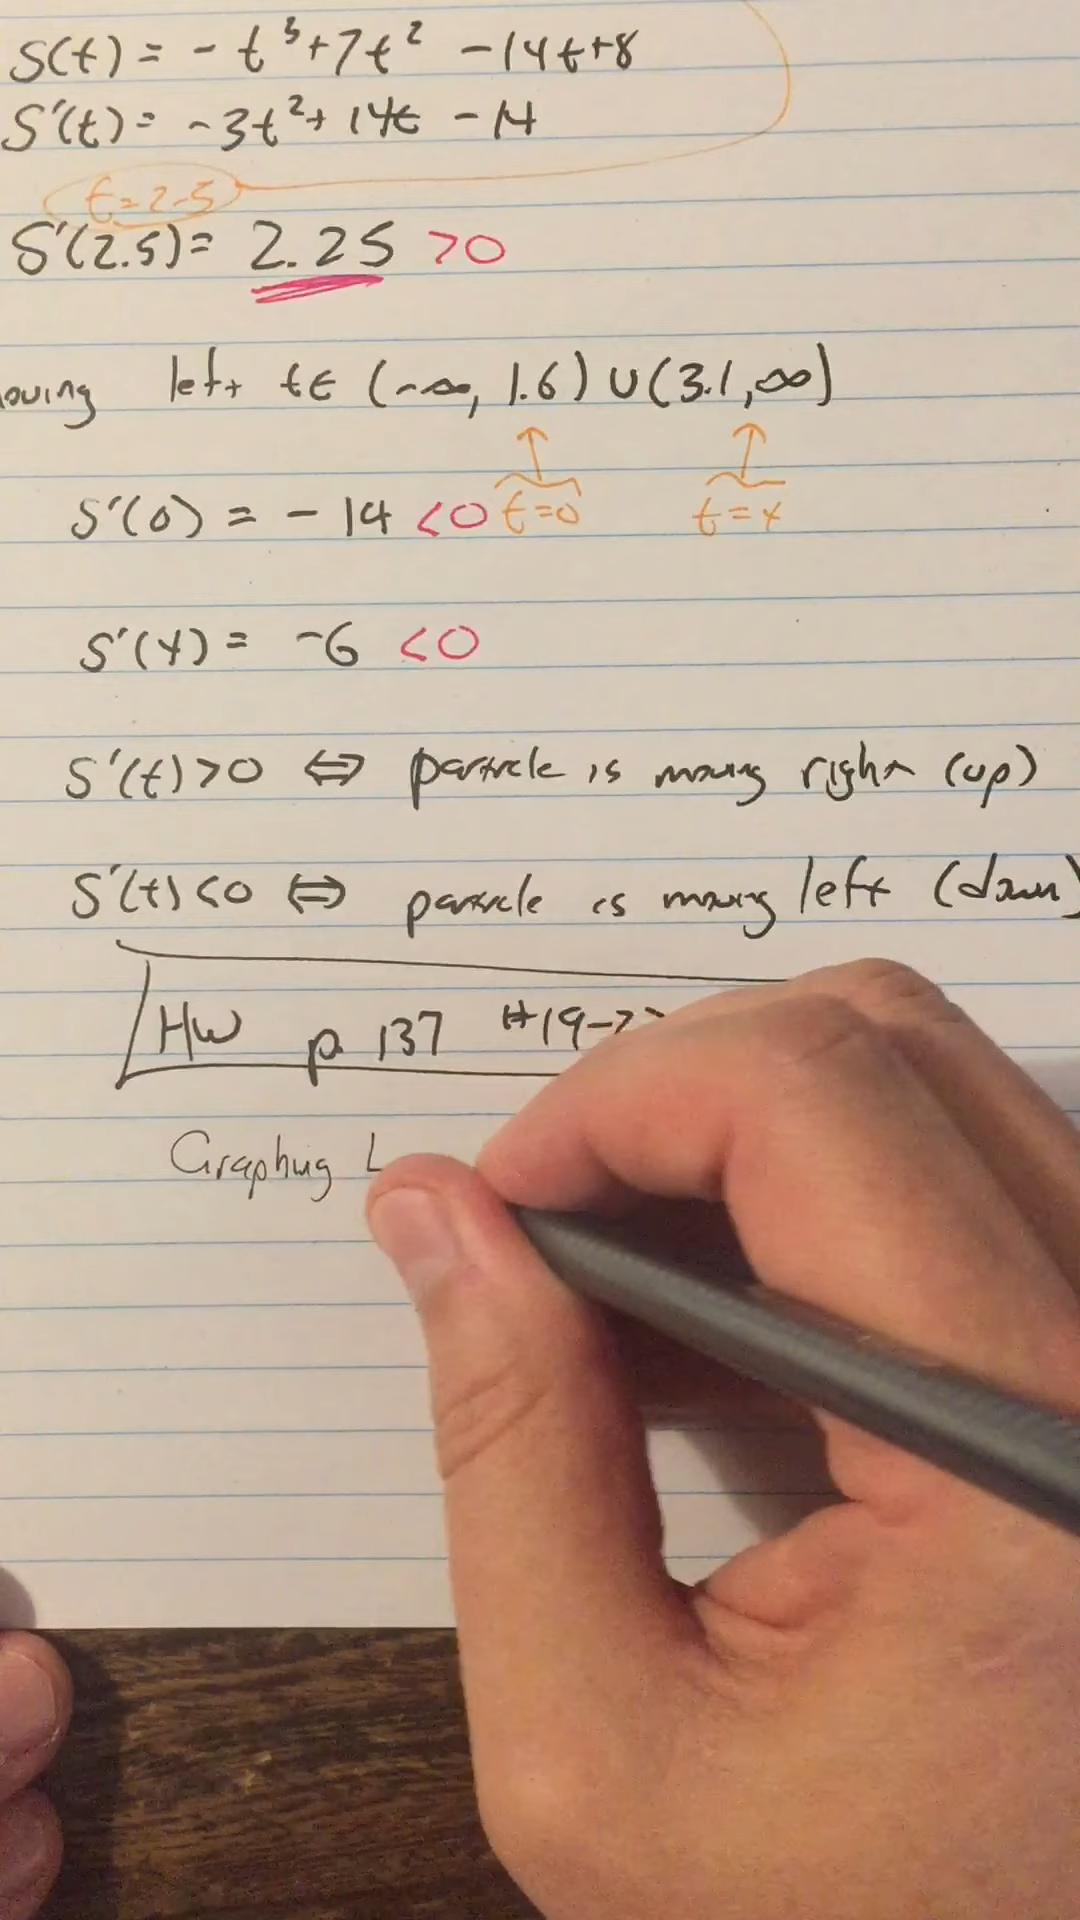 S(t) = -t³+7t² -14t+8
S'(t) = -3t²+14t -14
t=2.5
S'(2.5)= 2.25 >0
left t∈ (-∞, 1.6) ∪ (3.1, ∞)
S'(0) = -14 <0 t=0 t=4
S'(4) = -6 <0
S'(t)>0 ⇔ particle is moving right (up)
S'(t)<0 ⇔ particle is moving left (down)
HW p. 137 #19-
Graphing